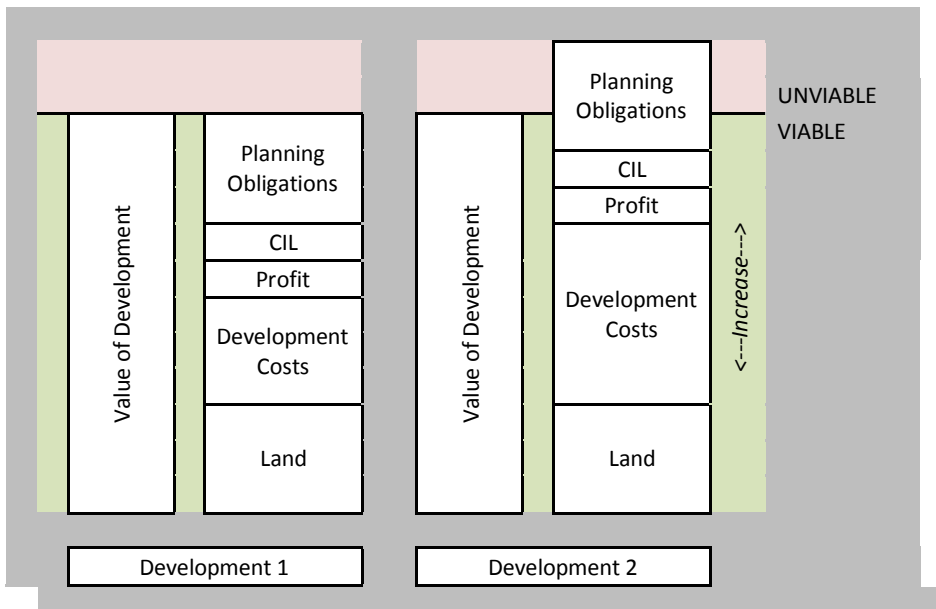 Value of Development
Planning
Obligations
CIL
Profit
Development
Costs
Land
Development 1
Value of Development
Planning
Obligations
CIL
Profit
Development
Costs
Land
Development 2
<---Increase--->
UNVIABLE
VIABLE